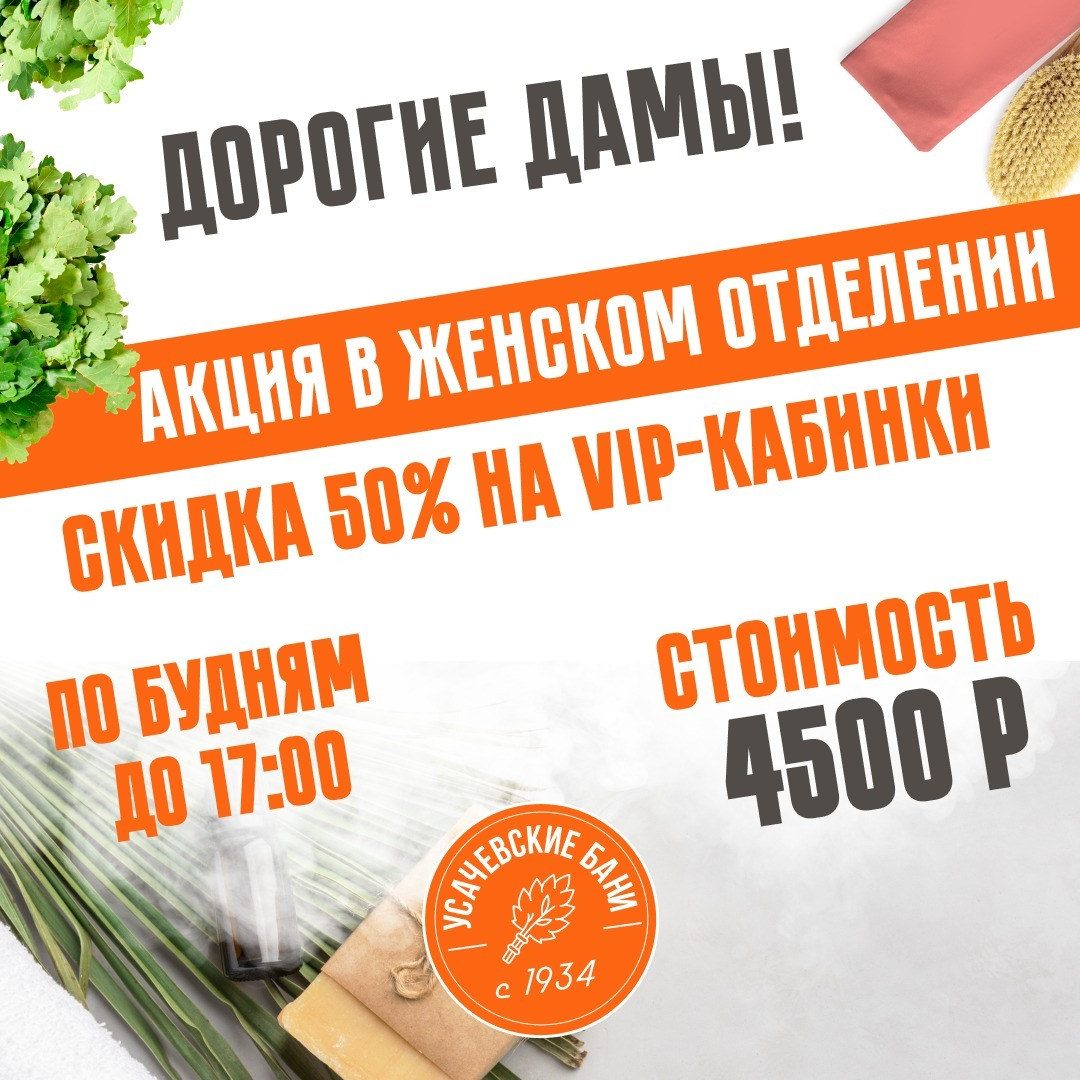 ДОРОГИЕ ДАМЫ!
АКЦИЯ В ЖЕНСКОМ ОТДЕЛЕНИИ
СКИДКА 50% НА VIP-КАБИНКИ
ПО БУДНЯМ
ДО 17:00
СТОИМОСТЬ
4500 Р
УСАЧЕВСКИЕ БАНИ
с 1934